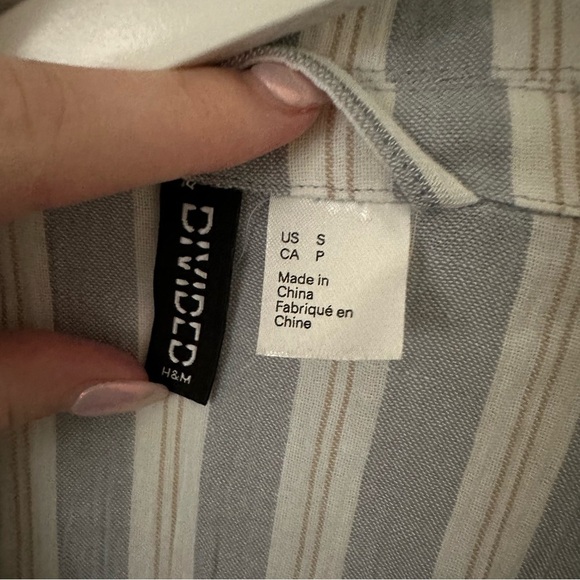 DIVIDED
H&M
US S
CA P
Made in
China
Fabriqué en
Chine